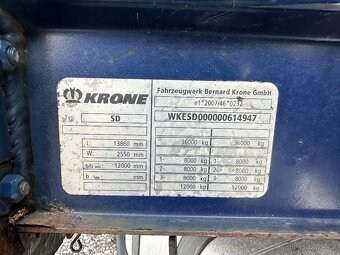 KRONE
Fahrzeugwerk Bernard Krone GmbH
e1*2007/46*0232
SD
WKESD000000614947
L: 13860 mm
W: 2550 mm
a/b 12000 mm
b mm
36000 kg 36000 kg
1- 8000 kg 1- 8000 kg
2- 8000 kg 2- 8000 kg
3- 8000 kg 3- 8000 kg
12000 kg 12000 kg